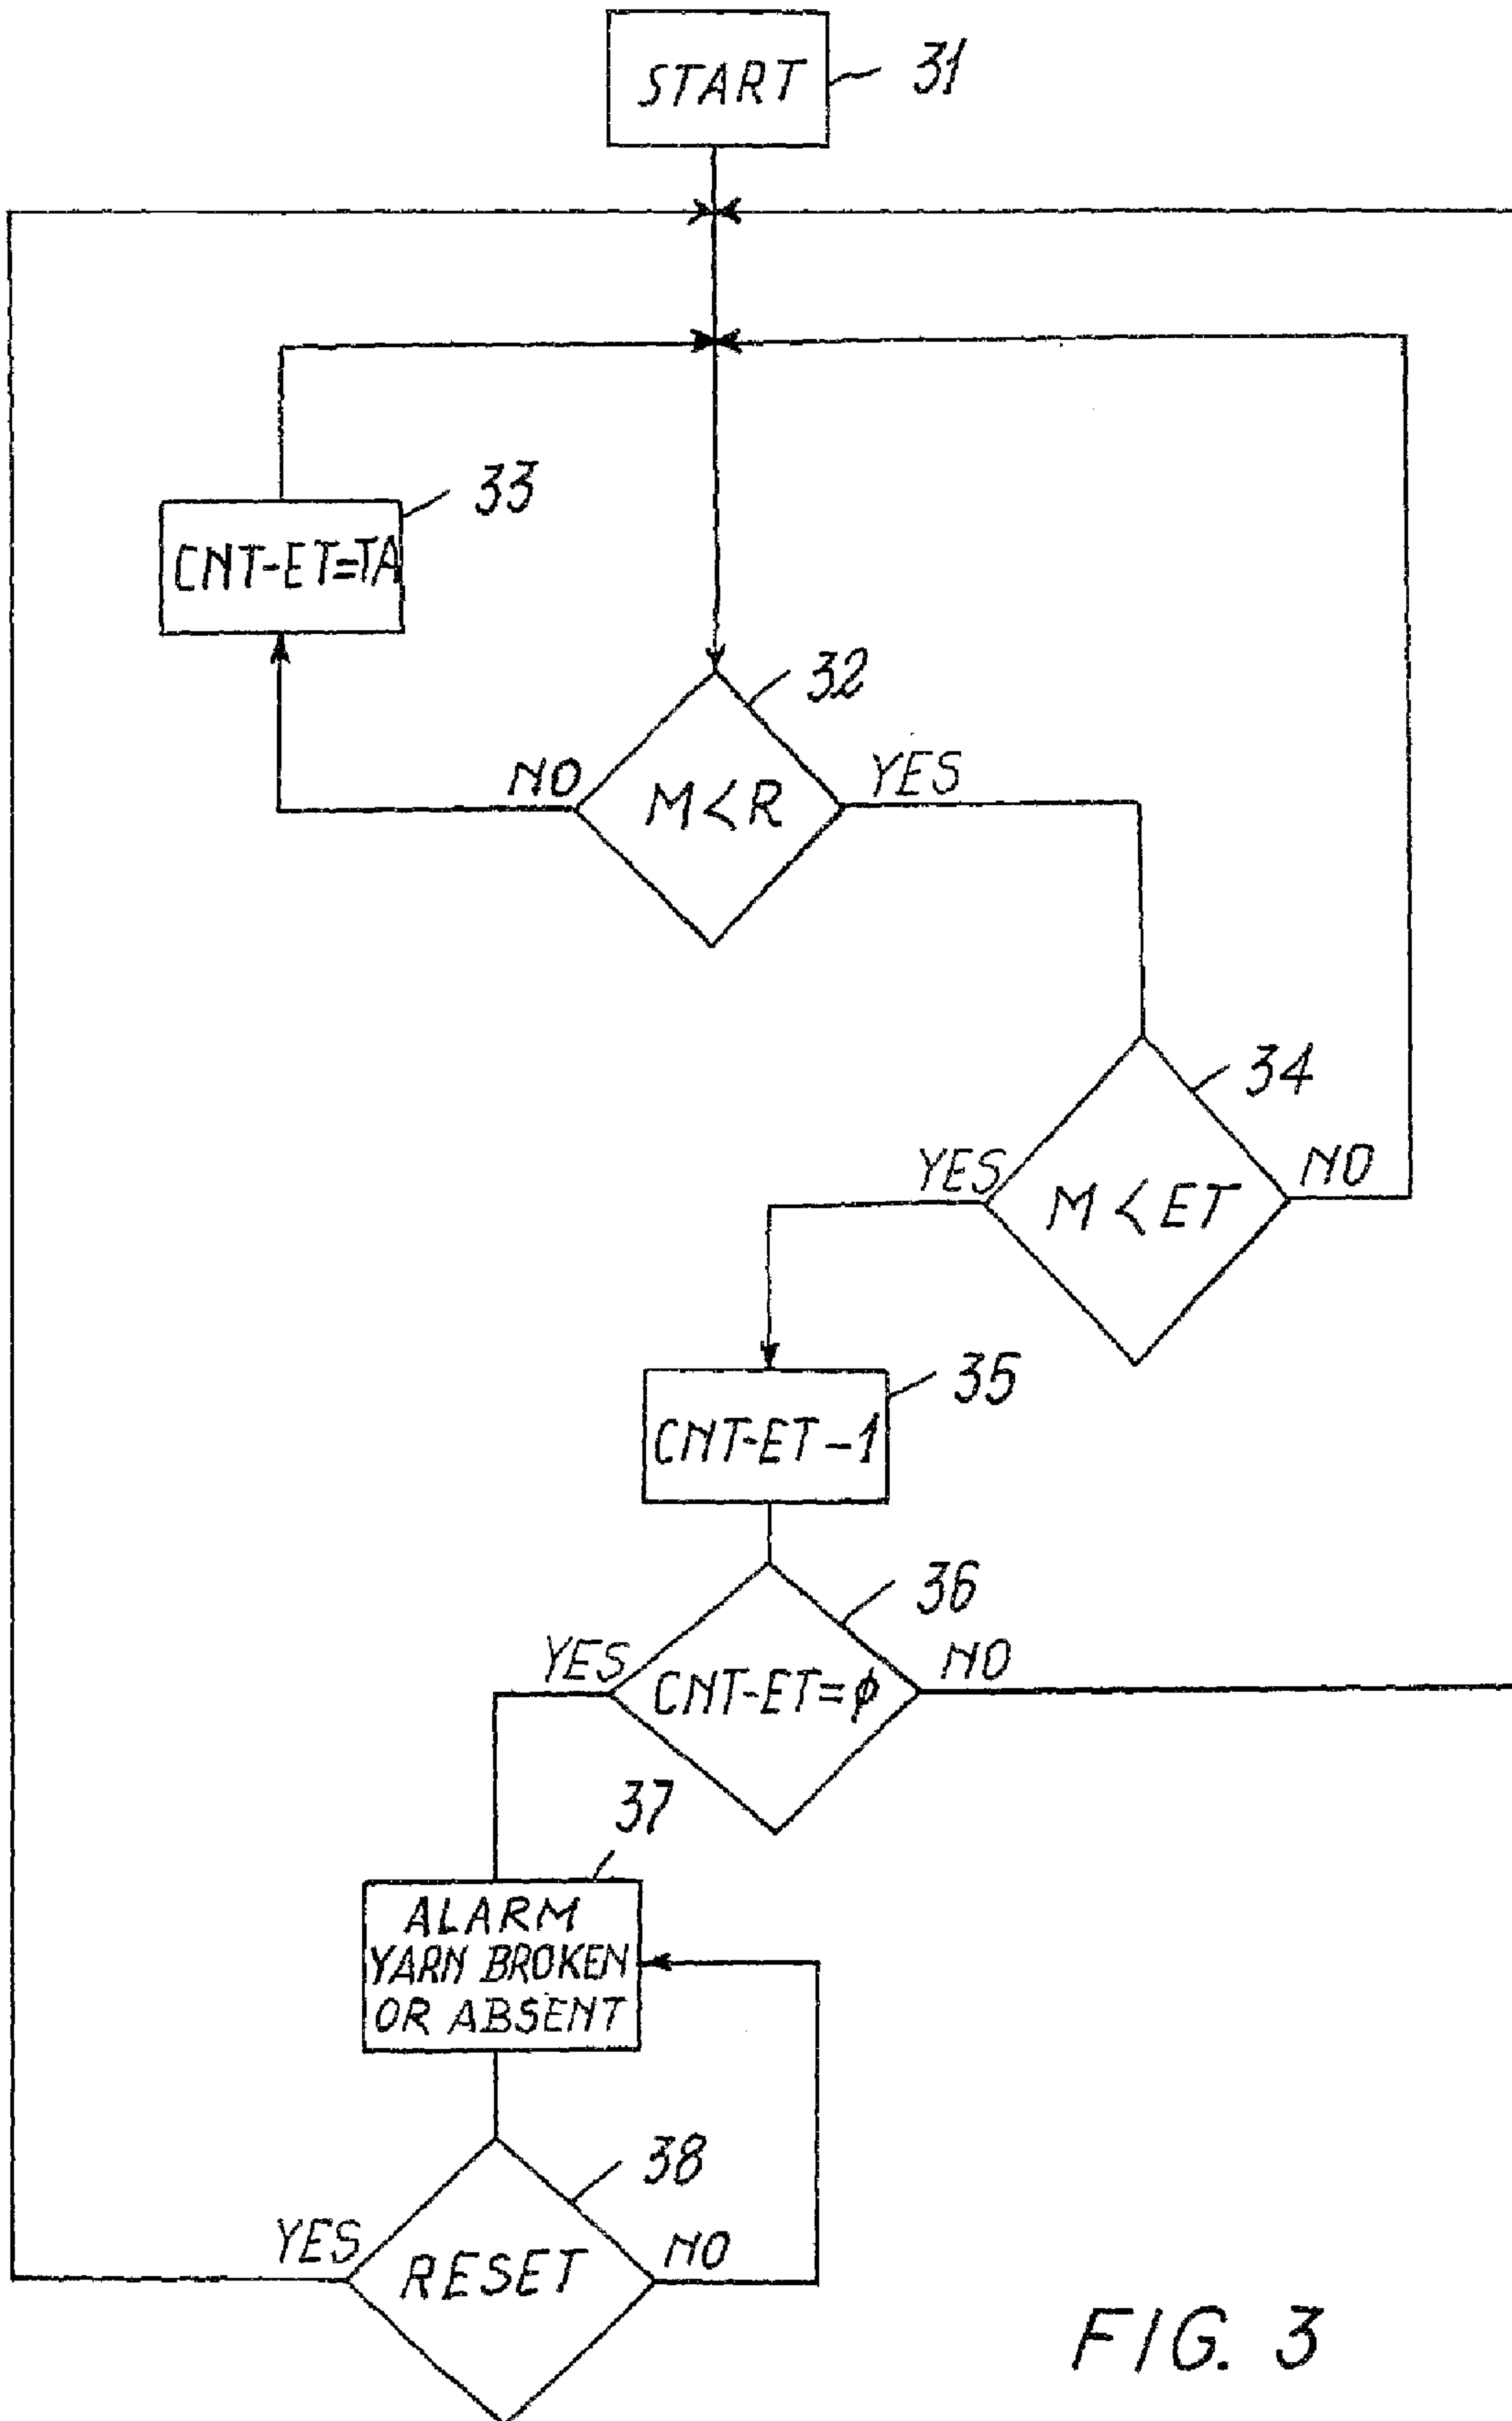 START
31
33
CNT-ET=TA
32
NO
M<R
YES
34
YES
M<ET
NO
35
CNT-ET-1
36
YES
CNT-ET=ϕ
NO
37
ALARM
YARN BROKEN
OR ABSENT
38
YES
RESET
NO
FIG. 3